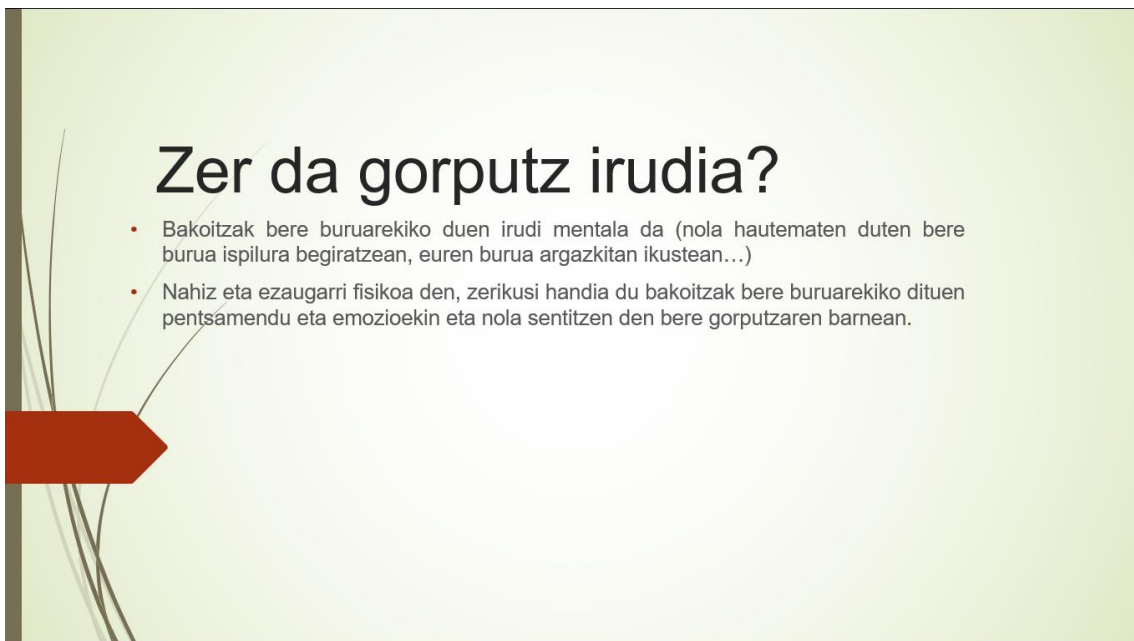 Zer da gorputz irudia?
• Bakoitzak bere buruarekiko duen irudi mentala da (nola hautematen duten bere
burua ispilura begiratzean, euren burua argazkitan ikustean…)
• Nahiz eta ezaugarri fisikoa den, zerikusi handia du bakoitzak bere buruarekiko dituen
pentsamendu eta emozioekin eta nola sentitzen den bere gorputzaren barnean.